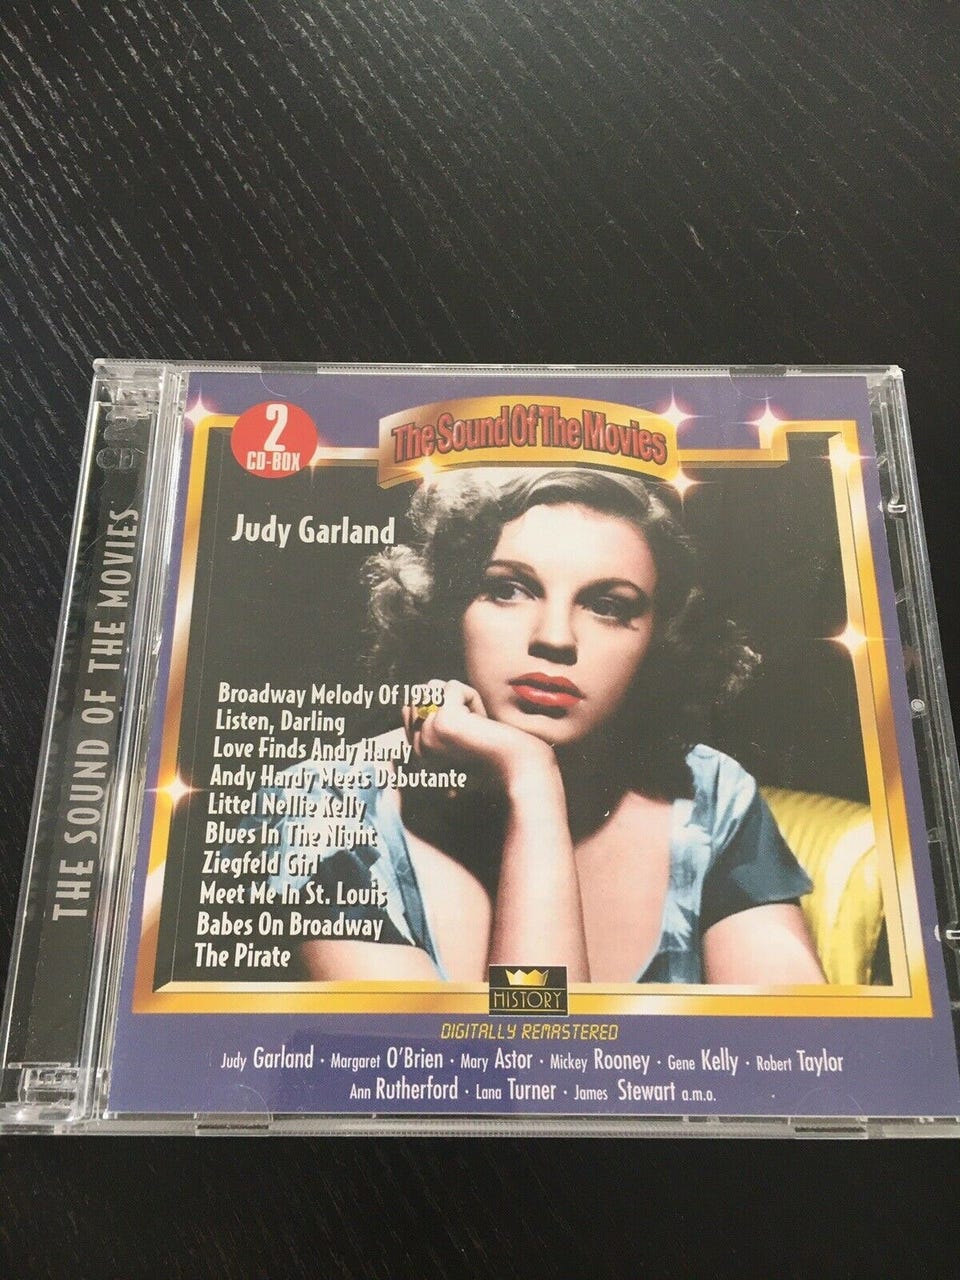 2
CD-BOX
The Sound Of The Movies
Judy Garland
Broadway Melody Of 1938
Listen, Darling
Love Finds Andy Hardy
Andy Hardy Meets Debutante
Littel Nellie Kelly
Blues In The Night
Ziegfeld Girl
Meet Me In St. Louis
Babes On Broadway
The Pirate
HISTORY
DIGITALLY REMASTERED
Judy Garland · Margaret O'Brien · Mary Astor · Mickey Rooney · Gene Kelly · Robert Taylor
Ann Rutherford · Lana Turner · James Stewart a.m.o.
THE SOUND OF THE MOVIES